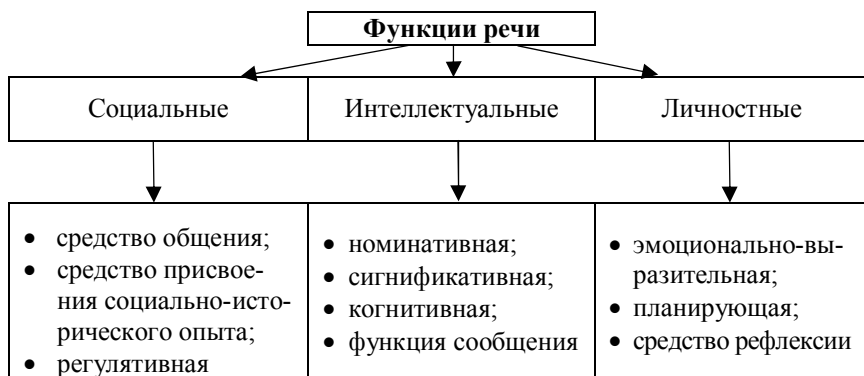 Функции речи
Социальные
Интеллектуальные
Личностные
• средство общения;
• средство присвое-
ния социально-исто-
рического опыта;
• регулятивная
• номинативная;
• сигнификативная;
• когнитивная;
• функция сообщения
• эмоционально-вы-
разительная;
• планирующая;
• средство рефлексии